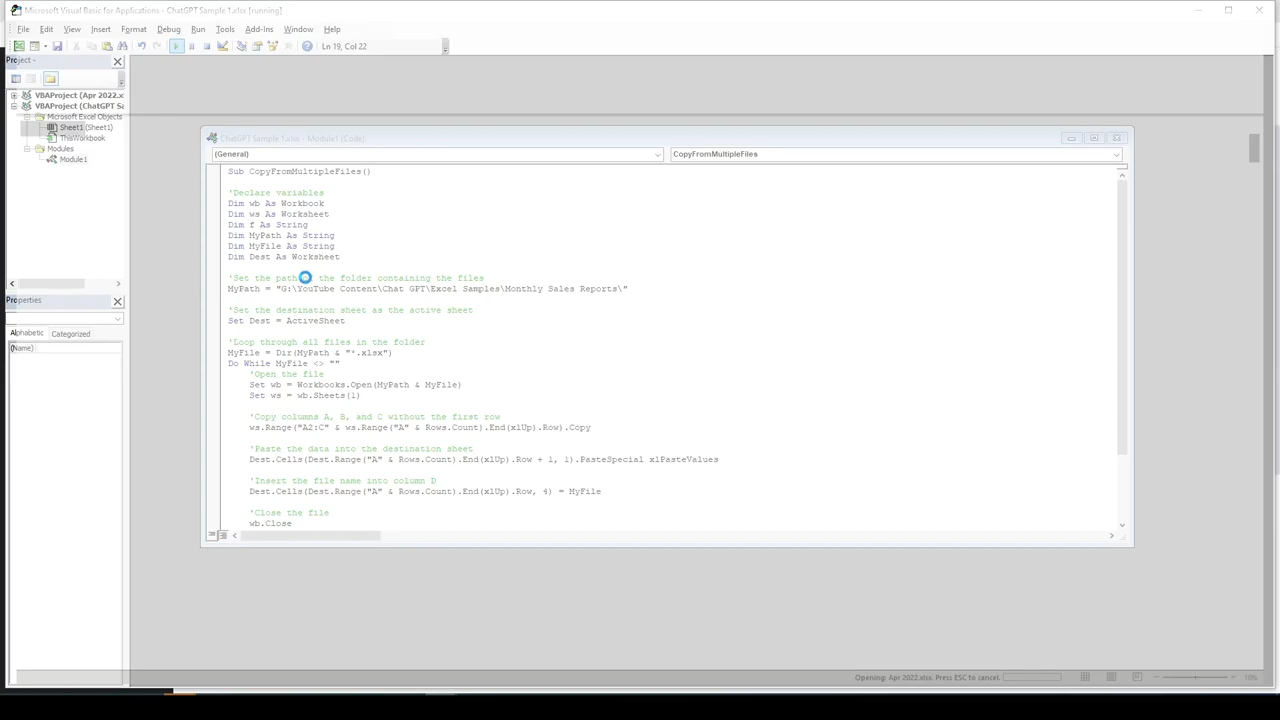 Microsoft Visual Basic for Applications - ChatGPT Sample 1.xlsx [running]
File Edit View Insert Format Debug Run Tools Add-Ins Window Help
Ln 19, Col 22
Project -
VBAProject (Apr 2022.x
VBAProject (ChatGPT Sa
Microsoft Excel Objects
Sheet1 (Sheet1)
ThisWorkbook
Modules
Module1
Properties
Alphabetic Categorized
(Name)
ChatGPT Sample 1.xlsx - Module1 (Code)
(General) CopyFromMultipleFiles
Sub CopyFromMultipleFiles()
'Declare variables
Dim wb As Workbook
Dim ws As Worksheet
Dim f As String
Dim MyPath As String
Dim MyFile As String
Dim Dest As Worksheet
'Set the path the folder containing the files
MyPath = "G:\YouTube Content\Chat GPT\Excel Samples\Monthly Sales Reports\"
'Set the destination sheet as the active sheet
Set Dest = ActiveSheet
'Loop through all files in the folder
MyFile = Dir(MyPath & "*.xlsx")
Do While MyFile <> ""
'Open the file
Set wb = Workbooks.Open(MyPath & MyFile)
Set ws = wb.Sheets(1)
'Copy columns A, B, and C without the first row
ws.Range("A2:C" & ws.Range("A" & Rows.Count).End(xlUp).Row).Copy
'Paste the data into the destination sheet
Dest.Cells(Dest.Range("A" & Rows.Count).End(xlUp).Row + 1, 1).PasteSpecial xlPasteValues
'Insert the file name into column D
Dest.Cells(Dest.Range("A" & Rows.Count).End(xlUp).Row, 4) = MyFile
'Close the file
wb.Close
Opening: Apr 2022.xlsx. Press ESC to cancel.
10%